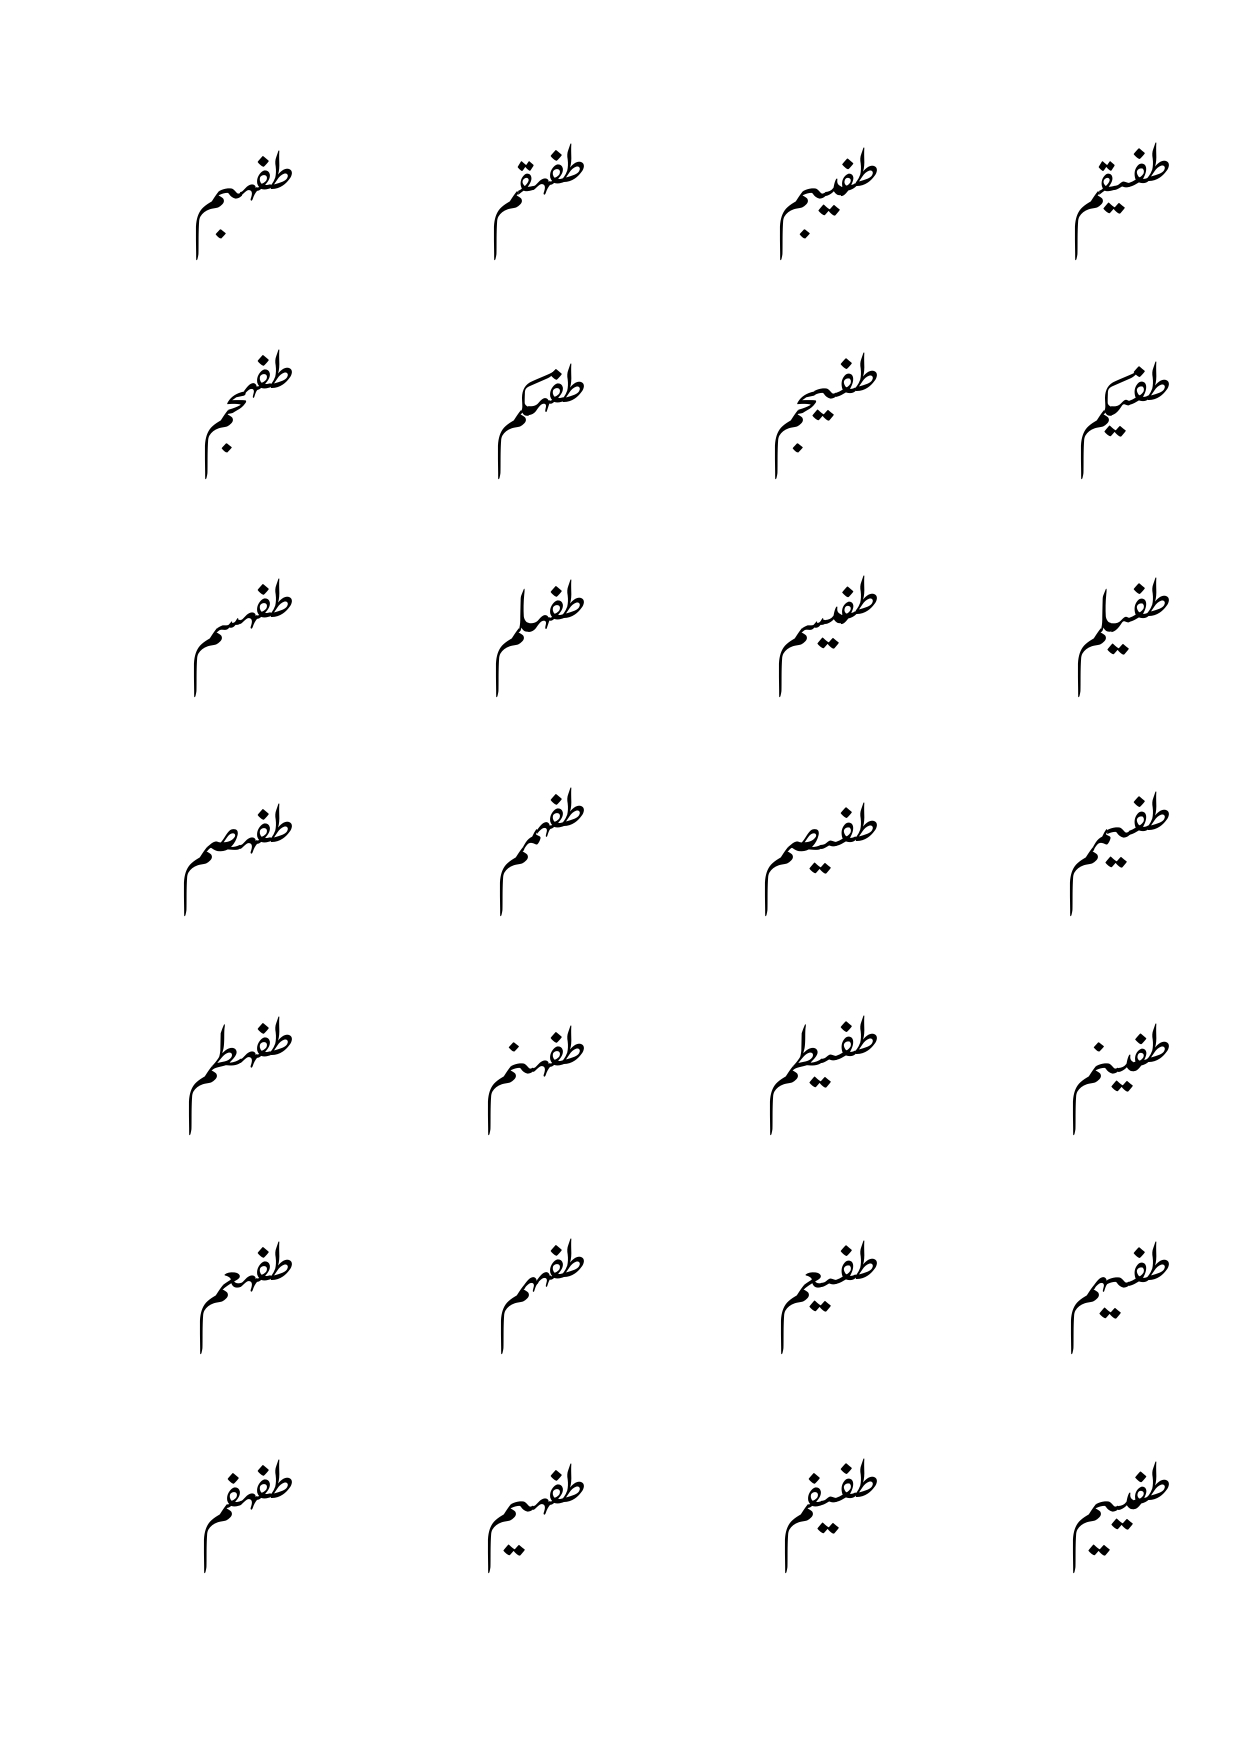 طفیقم طفیبم طفهقم طفهبم
طفیکم طفیجم طفهکم طفهجم
طفیلم طفیسم طفهلم طفهسم
طفیمم طفیصم طفهمم طفهصم
طفینم طفیطم طفهنم طفهطم
طفیهم طفیعم طفههم طفهعم
طفییم طفیفم طفهیم طفهفم